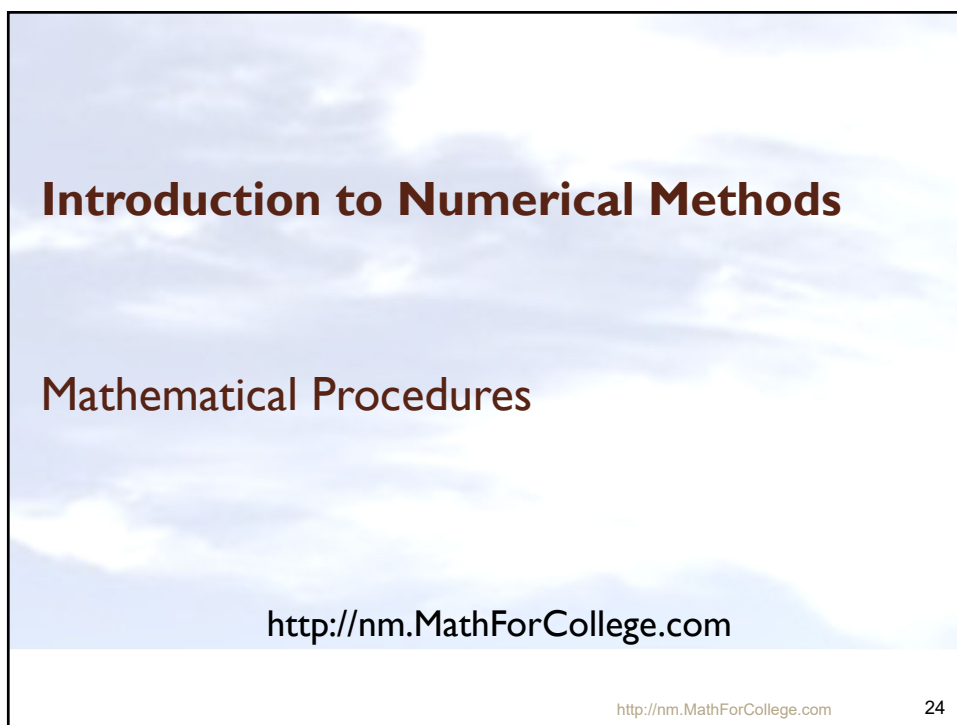 Introduction to Numerical Methods
Mathematical Procedures
http://nm.MathForCollege.com
http://nm.MathForCollege.com 24